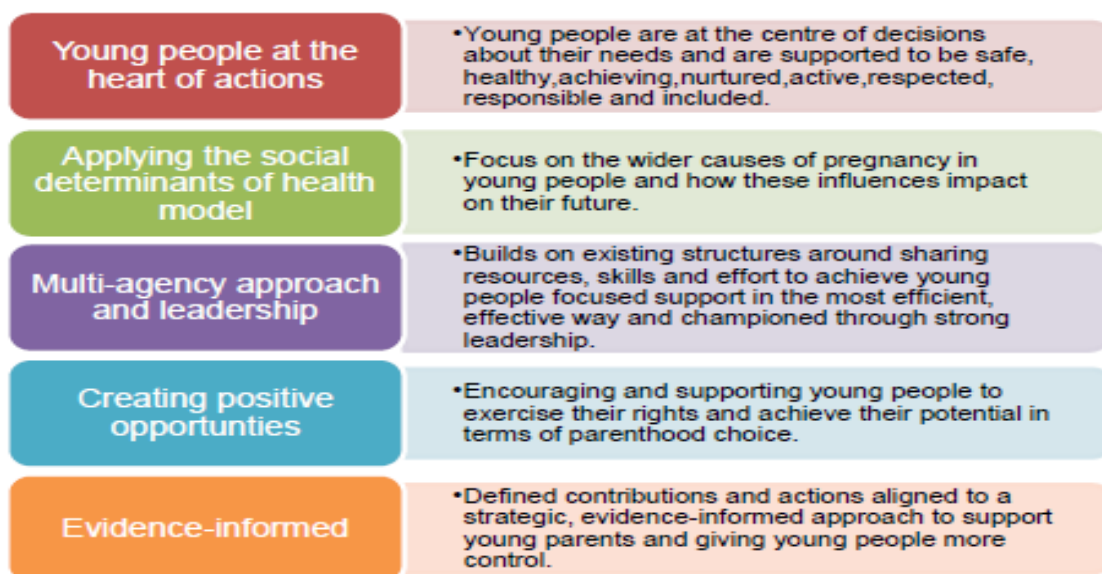 Young people at the
heart of actions
•Young people are at the centre of decisions
about their needs and are supported to be safe,
healthy,achieving,nurtured,active,respected,
responsible and included.
Applying the social
determinants of health
model
•Focus on the wider causes of pregnancy in
young people and how these influences impact
on their future.
Multi-agency approach
and leadership
•Builds on existing structures around sharing
resources, skills and effort to achieve young
people focused support in the most efficient,
effective way and championed through strong
leadership.
Creating positive
opportunties
•Encouraging and supporting young people to
exercise their rights and achieve their potential in
terms of parenthood choice.
Evidence-informed
•Defined contributions and actions aligned to a
strategic, evidence-informed approach to support
young parents and giving young people more
control.